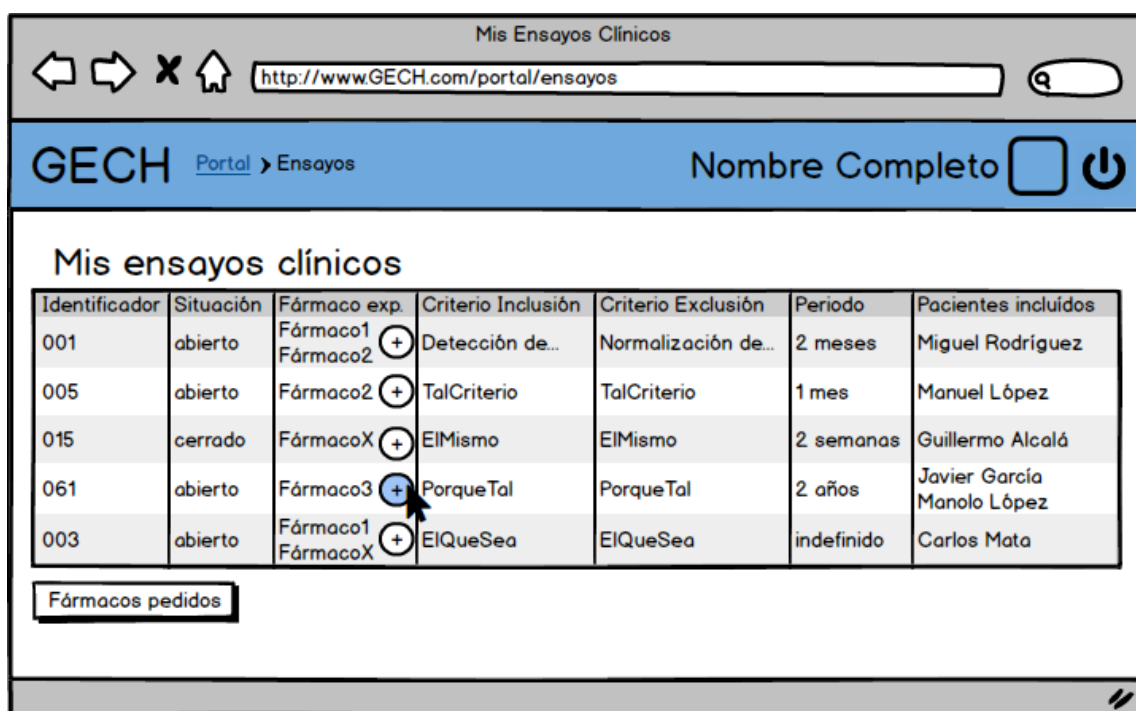 Mis Ensayos Clínicos
http://www.GECH.com/portal/ensayos
GECH Portal > Ensayos Nombre Completo
Mis ensayos clínicos
Identificador Situación Fármaco exp. Criterio Inclusión Criterio Exclusión Periodo Pacientes incluídos
001 abierto Fármaco1 Fármaco2 + Detección de... Normalización de... 2 meses Miguel Rodríguez
005 abierto Fármaco2 + TalCriterio TalCriterio 1 mes Manuel López
015 cerrado FármacoX + ElMismo ElMismo 2 semanas Guillermo Alcalá
061 abierto Fármaco3 + PorqueTal PorqueTal 2 años Javier García Manolo López
003 abierto Fármaco1 FármacoX + ElQueSea ElQueSea indefinido Carlos Mata
Fármacos pedidos